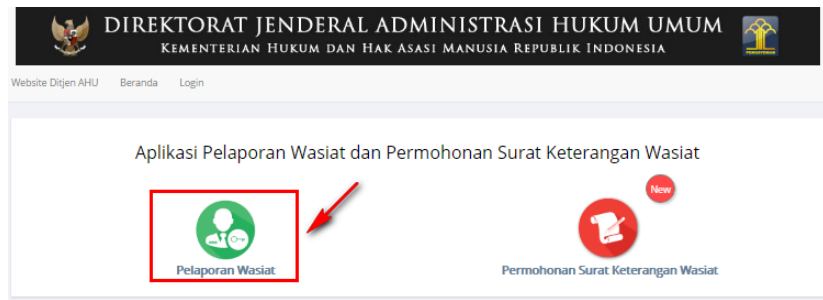 DIREKTORAT JENDERAL ADMINISTRASI HUKUM UMUM
KEMENTERIAN HUKUM DAN HAK ASASI MANUSIA REPUBLIK INDONESIA
Website Ditjen AHU Beranda Login
Aplikasi Pelaporan Wasiat dan Permohonan Surat Keterangan Wasiat
New
Pelaporan Wasiat Permohonan Surat Keterangan Wasiat